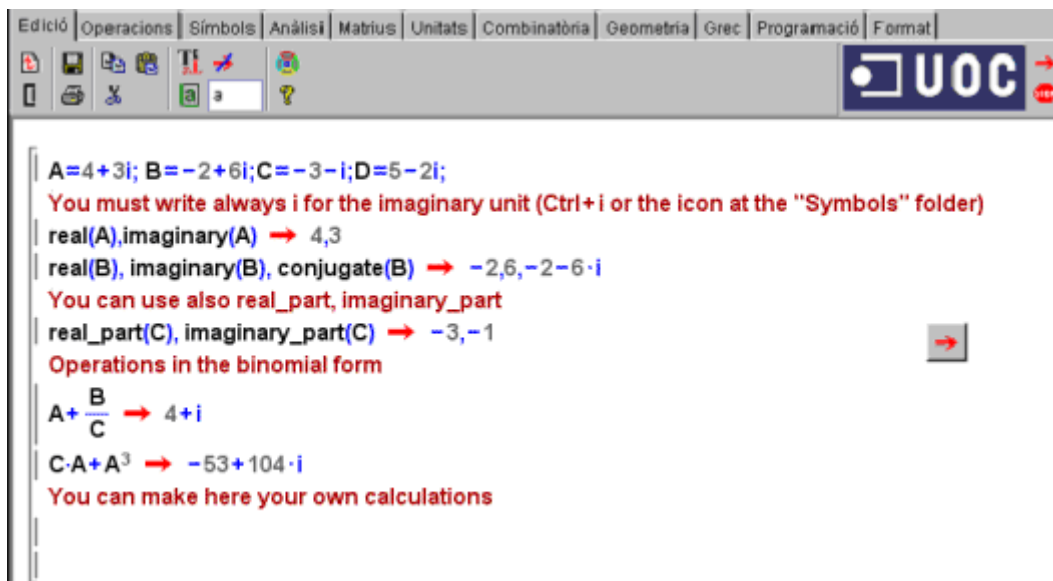 Edició Operacions Símbols Anàlisi Matrius Unitats Combinatòria Geometria Grec Programació Format
UOC
a a
A=4+3i; B=−2+6i;C=−3−i;D=5−2i;
You must write always i for the imaginary unit (Ctrl+i or the icon at the "Symbols" folder)
real(A),imaginary(A) → 4,3
real(B), imaginary(B), conjugate(B) → −2,6,−2−6·i
You can use also real_part, imaginary_part
real_part(C), imaginary_part(C) → −3,−1
Operations in the binomial form
A+B/C → 4+i
C·A+A³ → −53+104·i
You can make here your own calculations